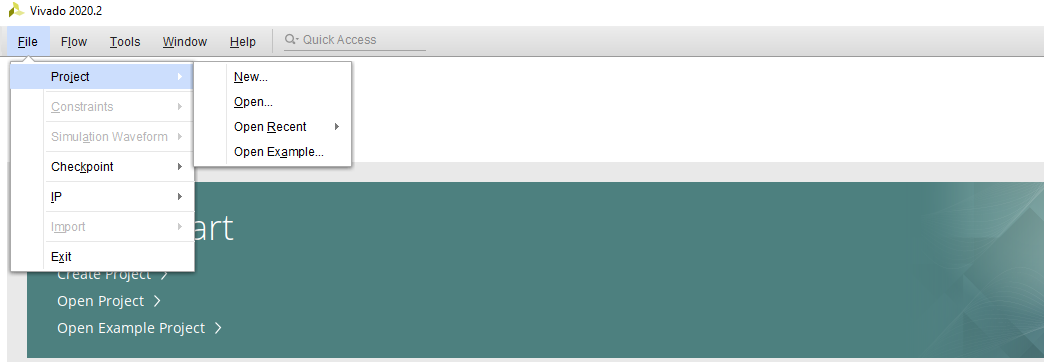 Vivado 2020.2
File Flow Tools Window Help Quick Access
Project
Constraints
Simulation Waveform
Checkpoint
IP
Import
Exit
New...
Open...
Open Recent
Open Example...
art
Create Project
Open Project
Open Example Project